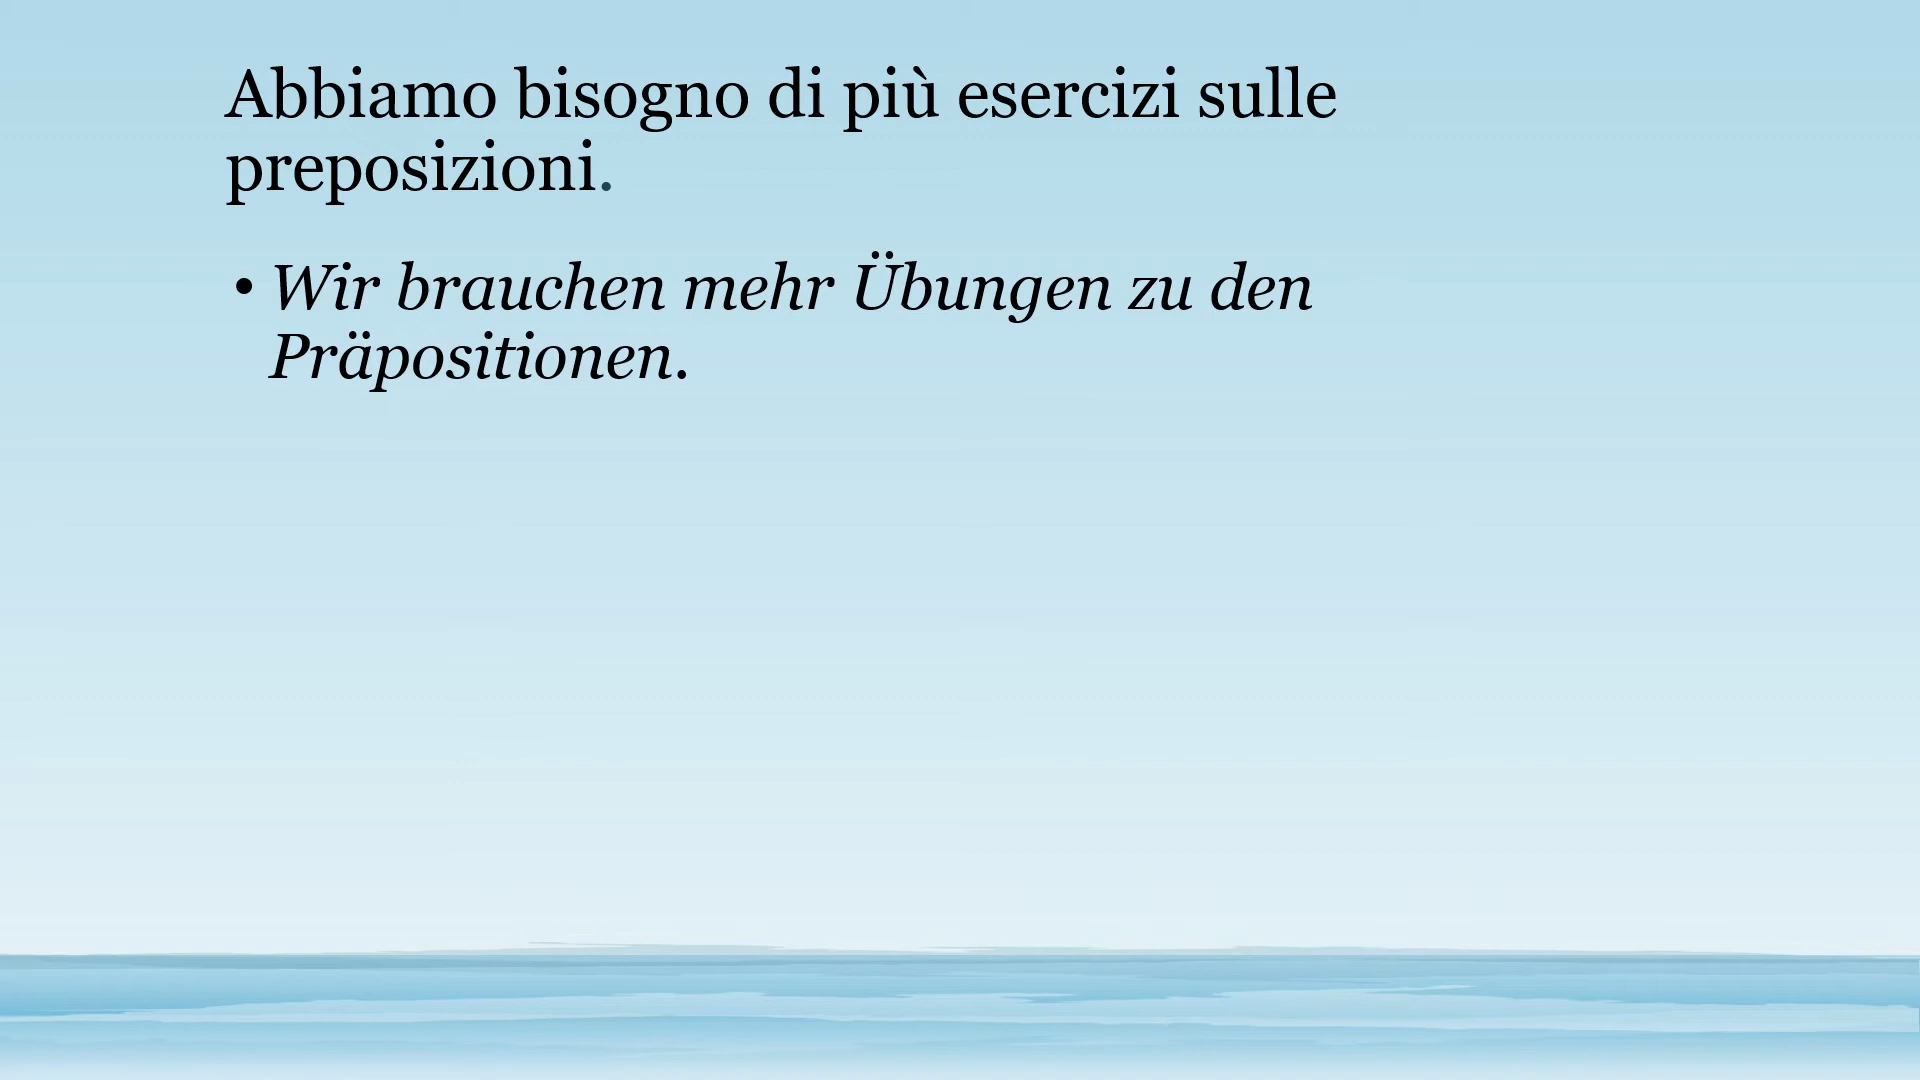 Abbiamo bisogno di più esercizi sulle
preposizioni.
• Wir brauchen mehr Übungen zu den
Präpositionen.